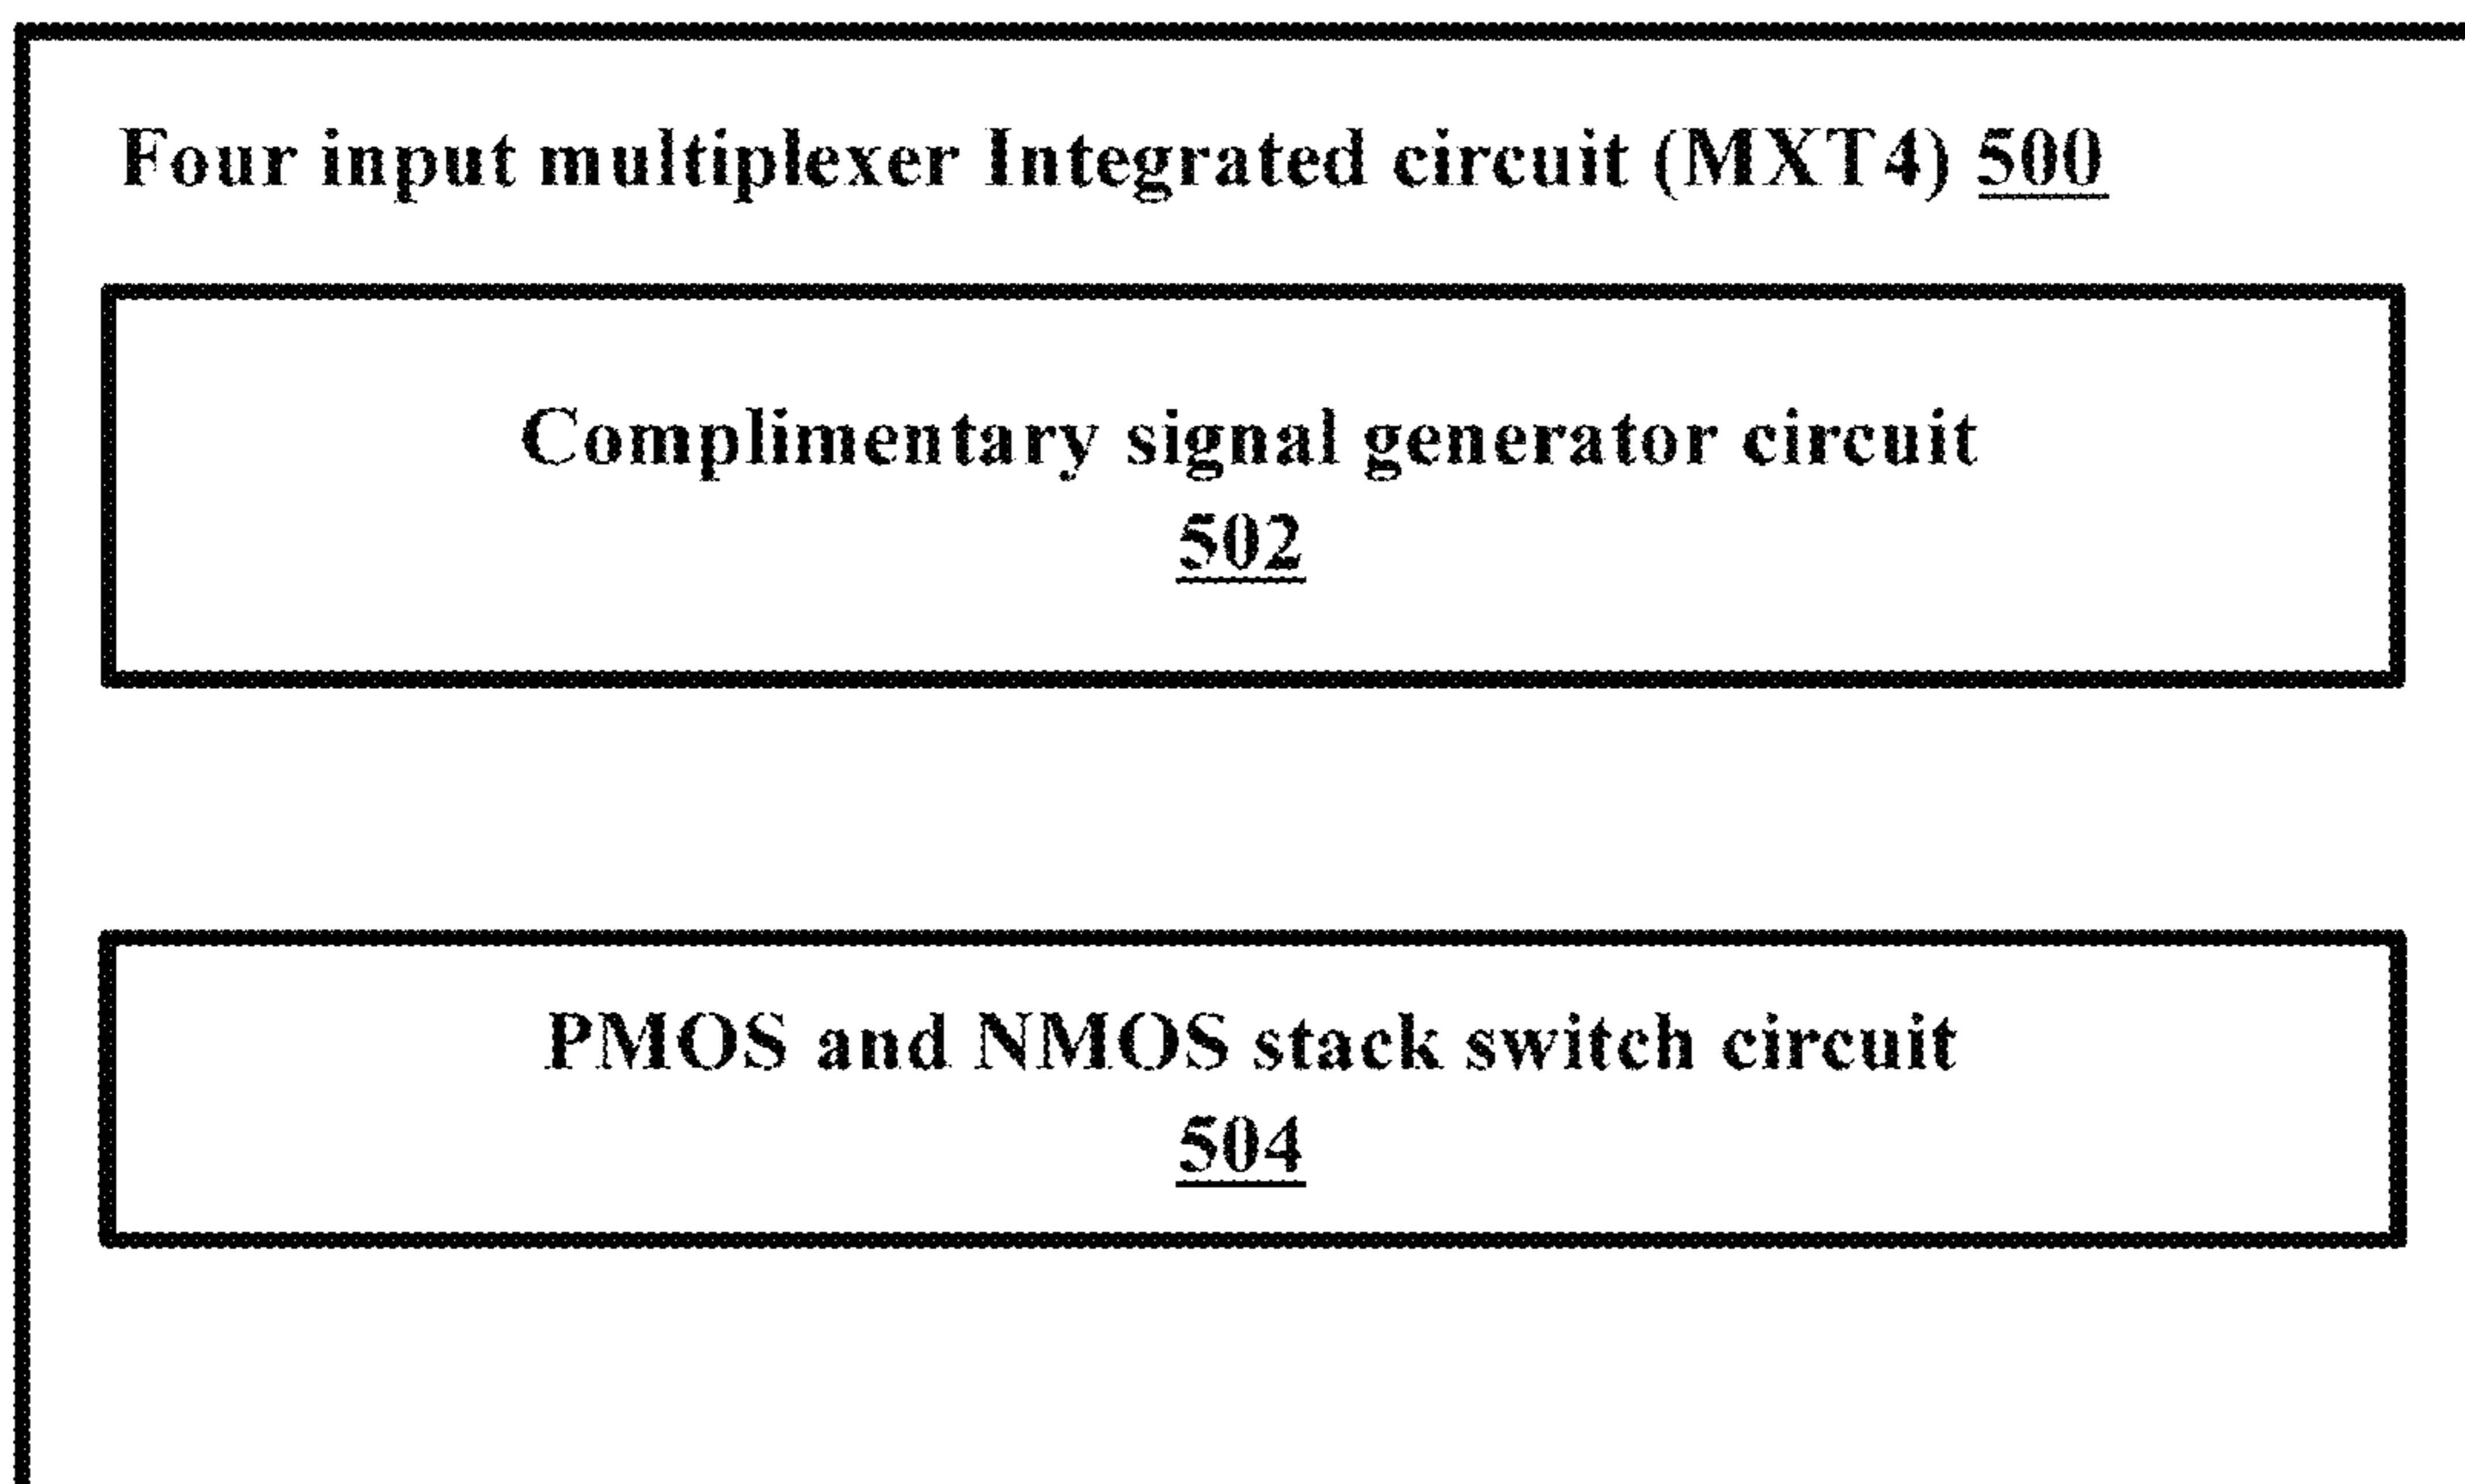 Four input multiplexer Integrated circuit (MXT4) 500
Complimentary signal generator circuit
502
PMOS and NMOS stack switch circuit
504